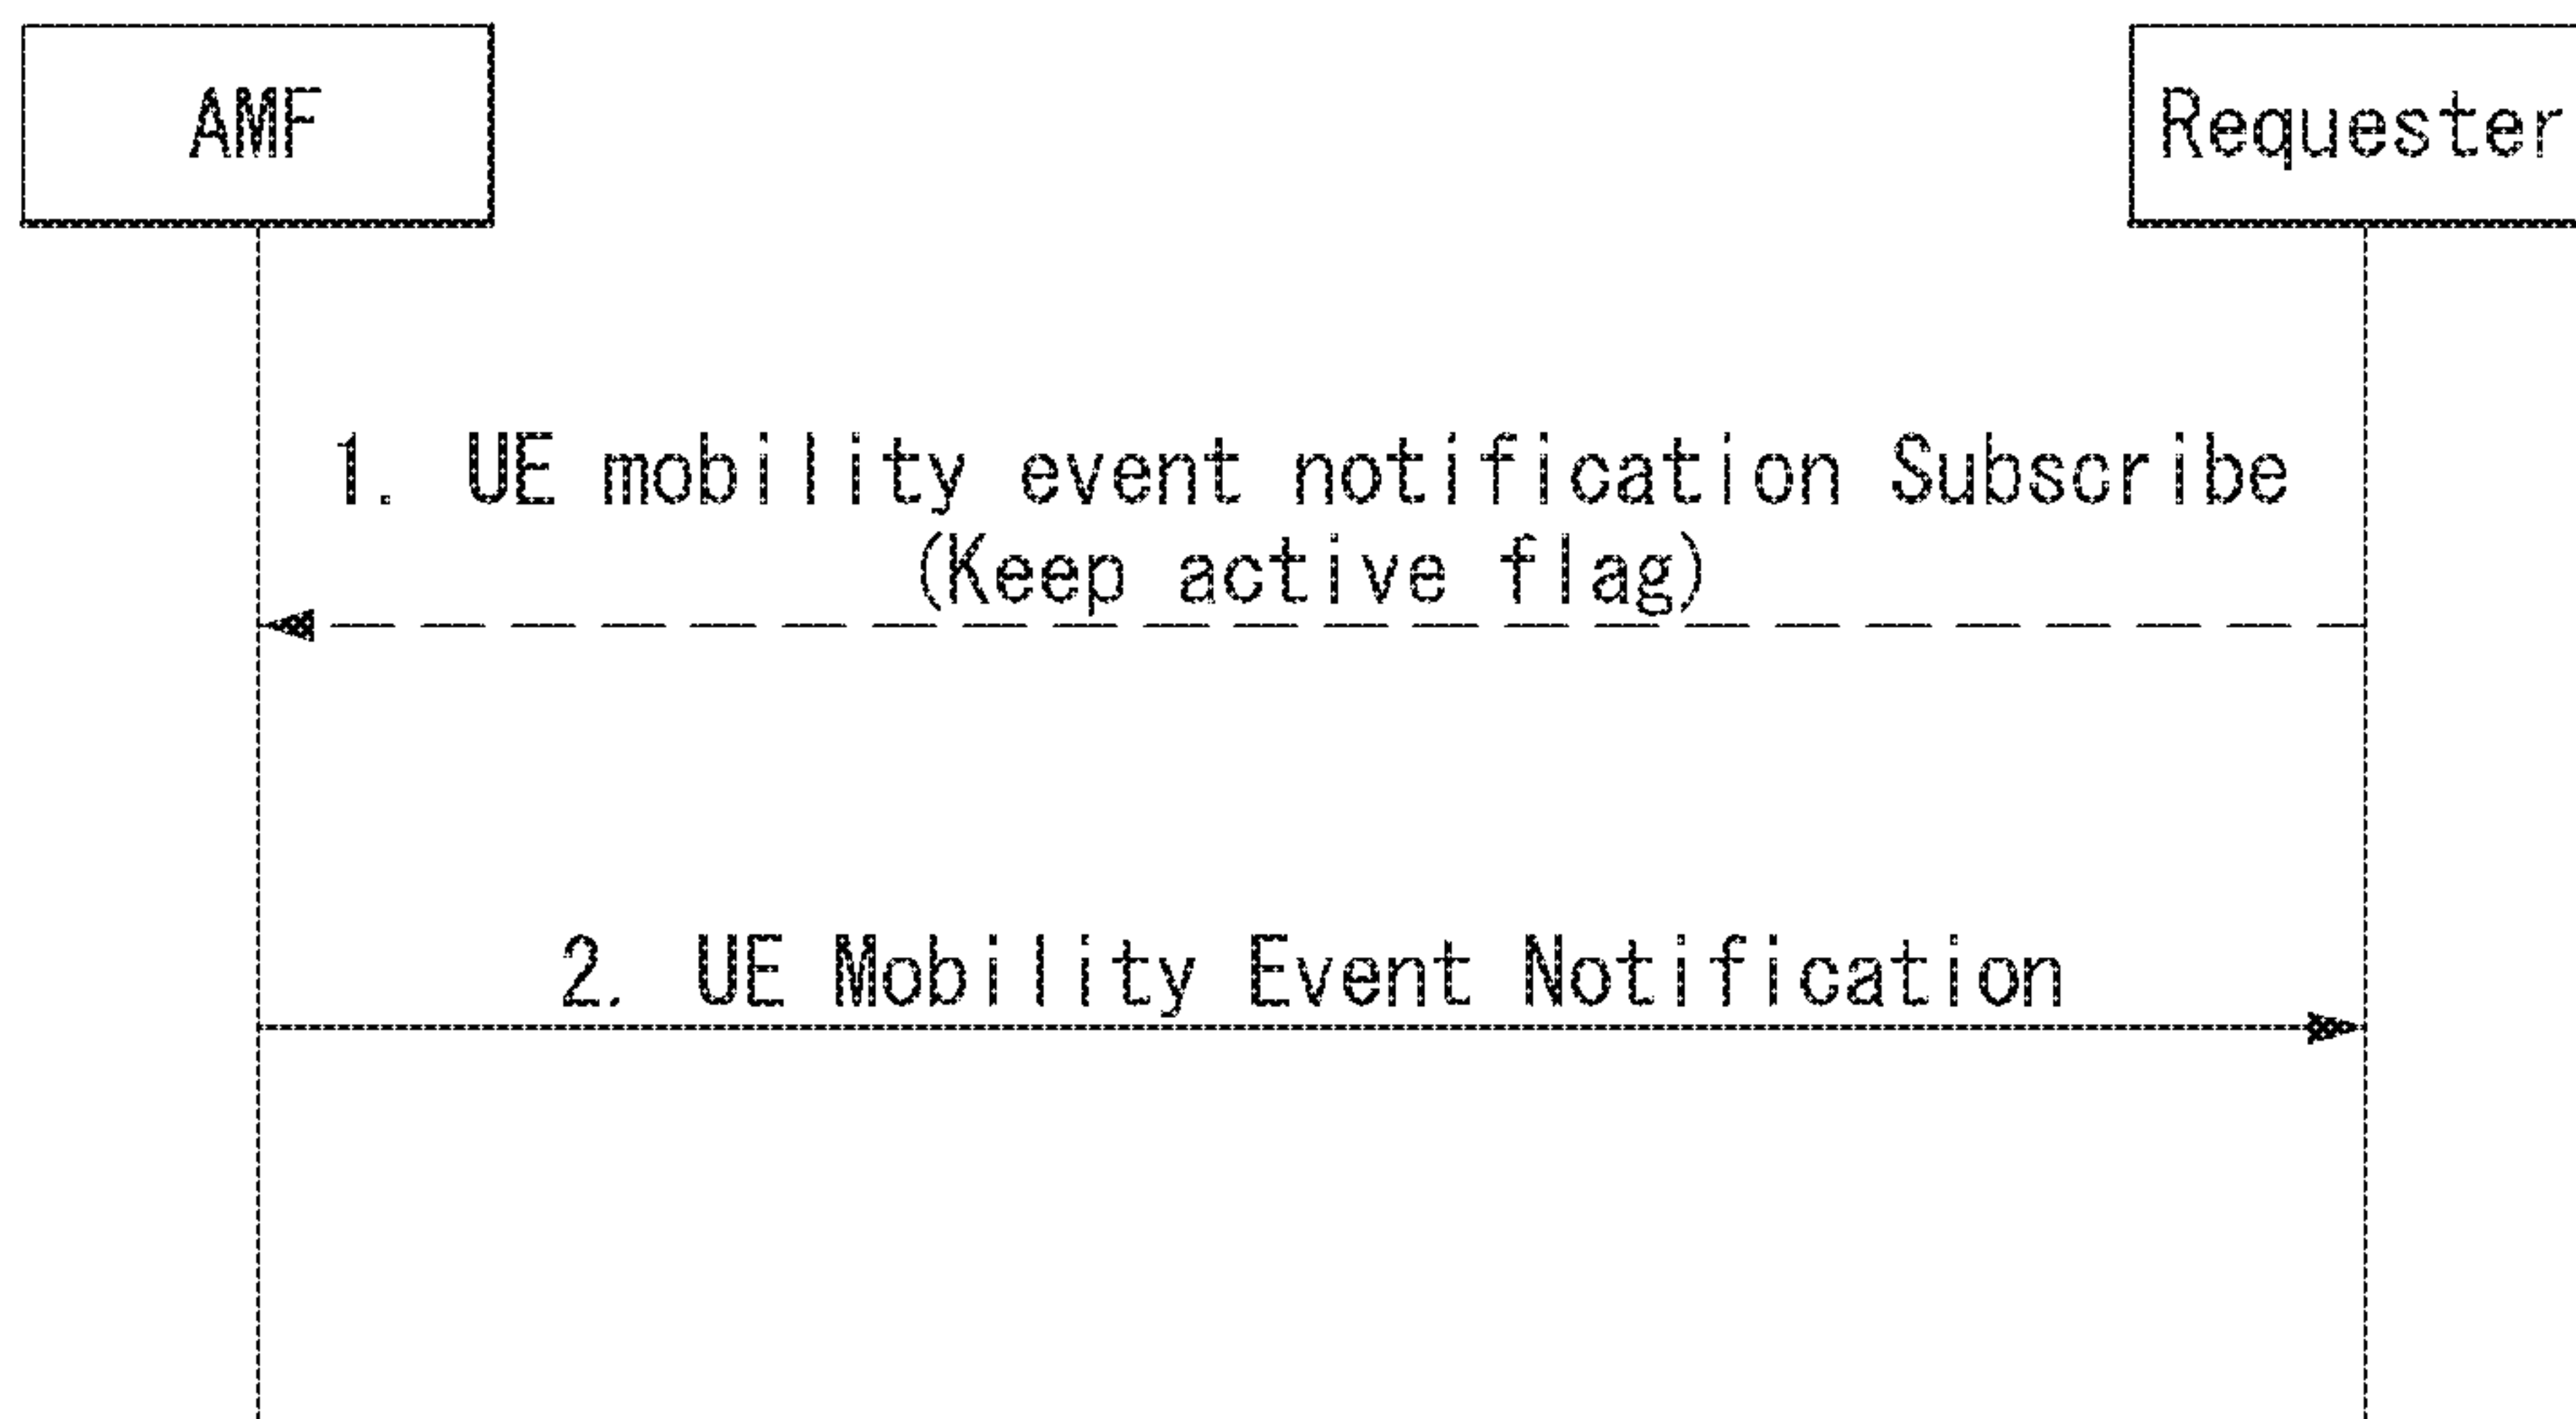 AMF
Requester
1. UE mobility event notification Subscribe
(Keep active flag)
2. UE Mobility Event Notification